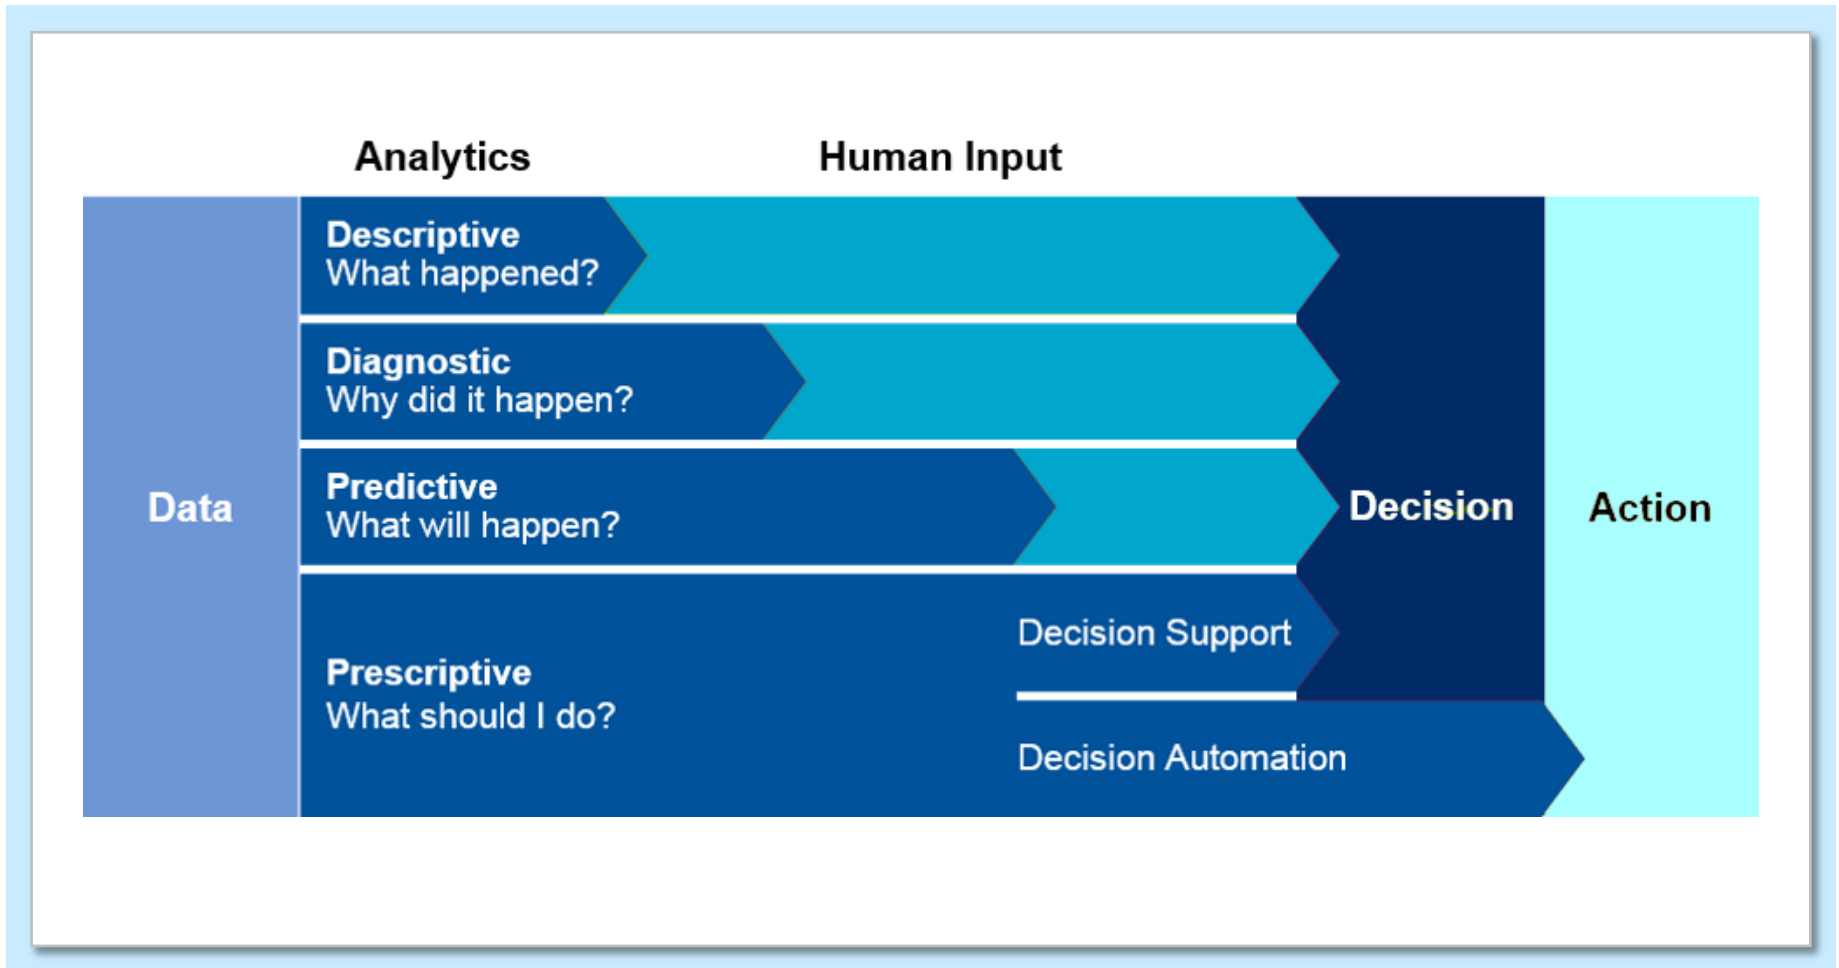 Analytics
Human Input
Descriptive
What happened?
Diagnostic
Why did it happen?
Predictive
What will happen?
Data
Decision
Action
Decision Support
Prescriptive
What should I do?
Decision Automation